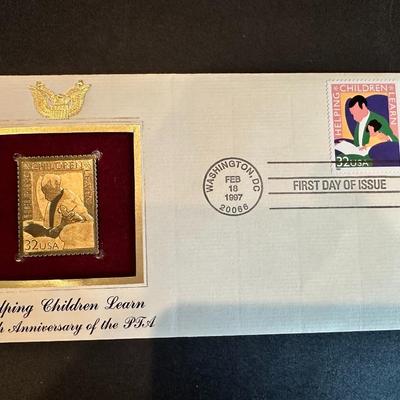 HELPING CHILDREN LEARN
32USA
WASHINGTON, DC
FEB
18
1997
20066
FIRST DAY OF ISSUE
HELPING CHILDREN LEARN
32USA
elping Children Learn
h Anniversary of the PTA